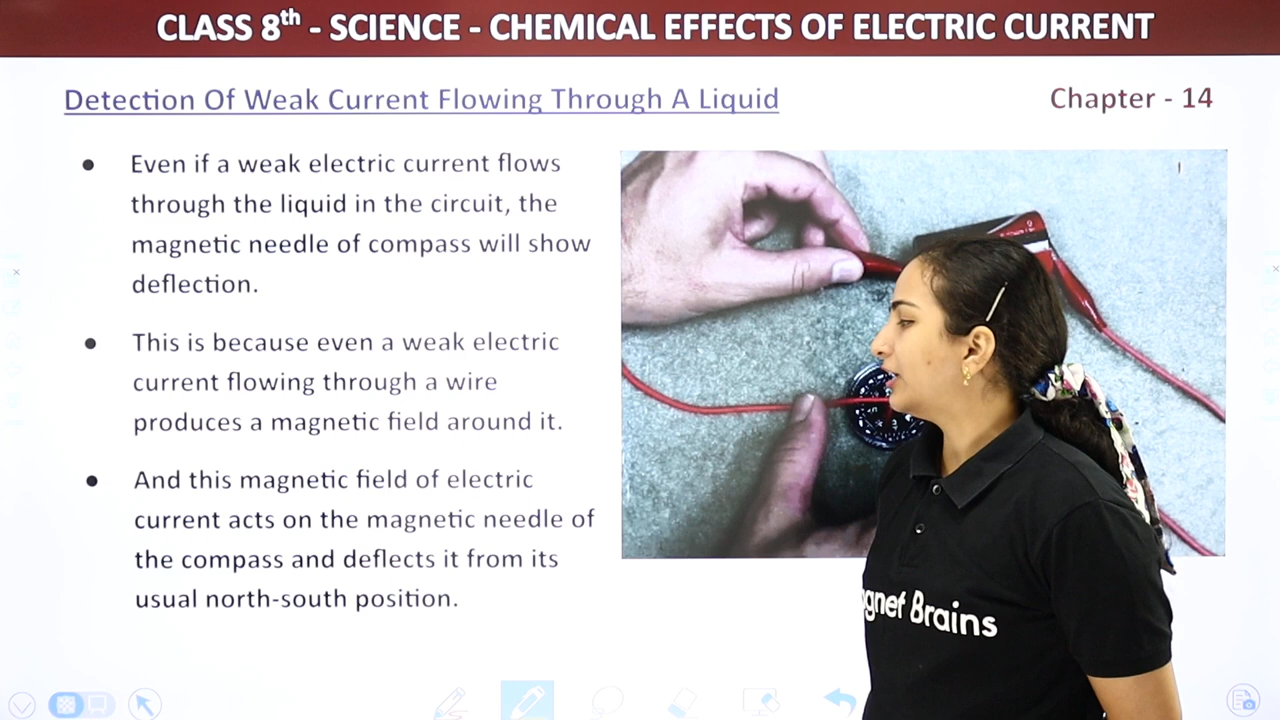 CLASS 8th - SCIENCE - CHEMICAL EFFECTS OF ELECTRIC CURRENT
Detection Of Weak Current Flowing Through A Liquid
Chapter - 14
● Even if a weak electric current flows
through the liquid in the circuit, the
magnetic needle of compass will show
deflection.
● This is because even a weak electric
current flowing through a wire
produces a magnetic field around it.
● And this magnetic field of electric
current acts on the magnetic needle of
the compass and deflects it from its
usual north-south position.
gnet Brains